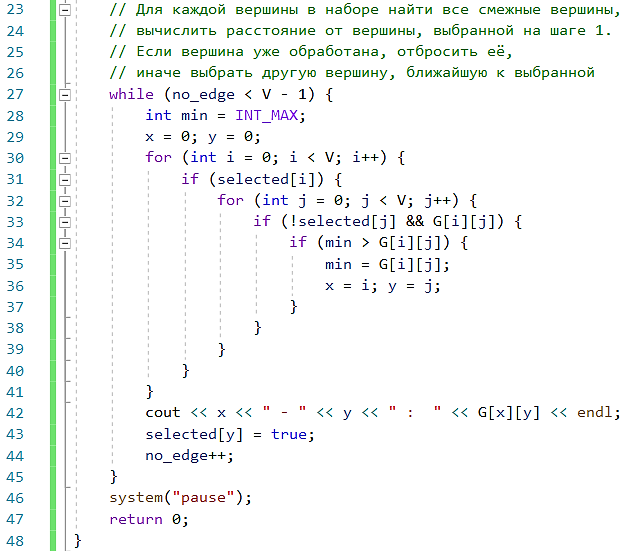 23 // Для каждой вершины в наборе найти все смежные вершины,
24 // вычислить расстояние от вершины, выбранной на шаге 1.
25 // Если вершина уже обработана, отбросить её,
26 // иначе выбрать другую вершину, ближайшую к выбранной
27 while (no_edge < V - 1) {
28 int min = INT_MAX;
29 x = 0; y = 0;
30 for (int i = 0; i < V; i++) {
31 if (selected[i]) {
32 for (int j = 0; j < V; j++) {
33 if (!selected[j] && G[i][j]) {
34 if (min > G[i][j]) {
35 min = G[i][j];
36 x = i; y = j;
37 }
38 }
39 }
40 }
41 }
42 cout << x << " - " << y << " :  " << G[x][y] << endl;
43 selected[y] = true;
44 no_edge++;
45 }
46 system("pause");
47 return 0;
48 }